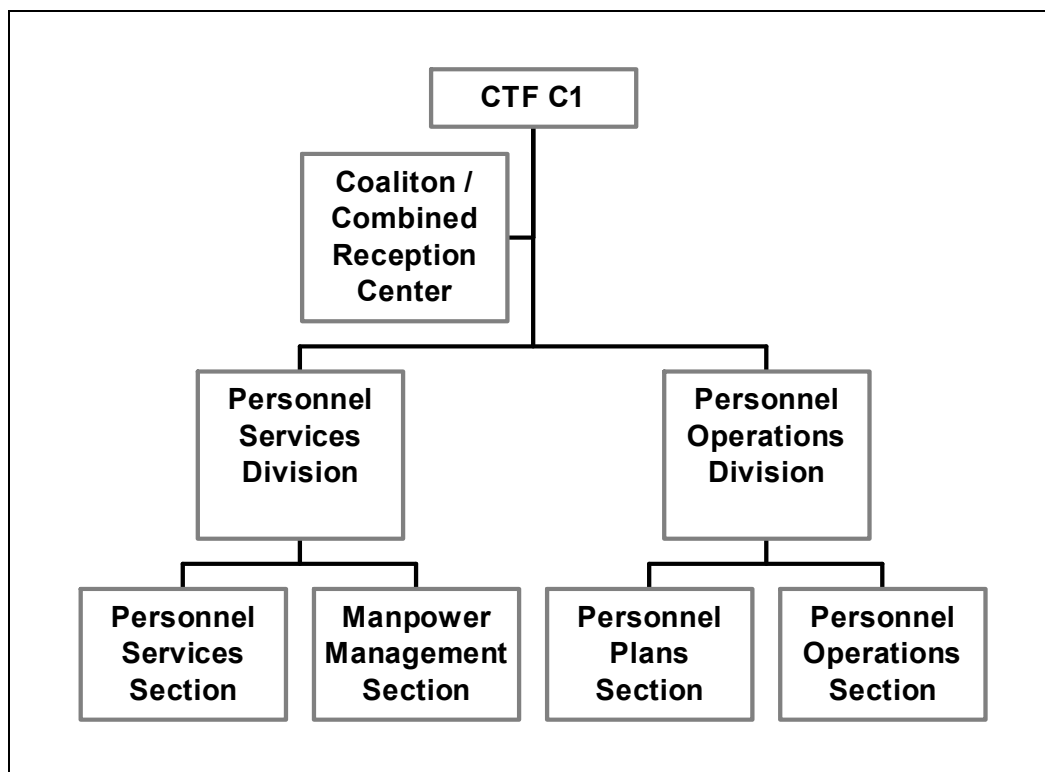 CTF C1
Coaliton /
Combined
Reception
Center
Personnel
Services
Division
Personnel
Operations
Division
Personnel
Services
Section
Manpower
Management
Section
Personnel
Plans
Section
Personnel
Operations
Section